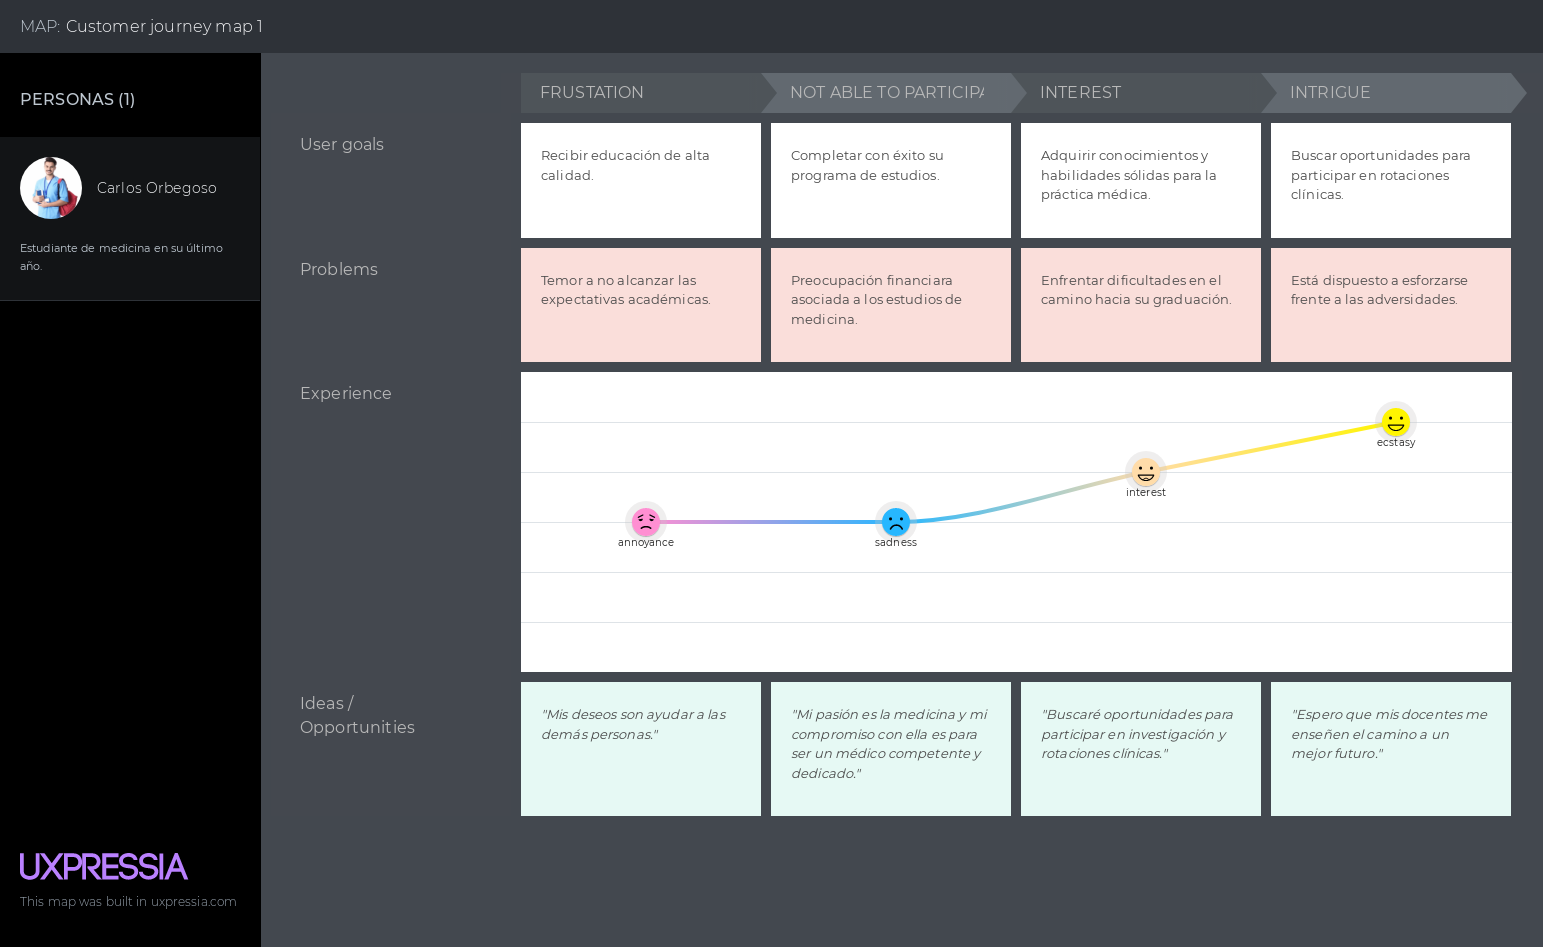 MAP: Customer journey map 1
PERSONAS (1)
Carlos Orbegoso
Estudiante de medicina en su último
año.
FRUSTATION
NOT ABLE TO PARTICIPA
INTEREST
INTRIGUE
User goals
Recibir educación de alta
calidad.
Completar con éxito su
programa de estudios.
Adquirir conocimientos y
habilidades sólidas para la
práctica médica.
Buscar oportunidades para
participar en rotaciones
clínicas.
Problems
Temor a no alcanzar las
expectativas académicas.
Preocupación financiara
asociada a los estudios de
medicina.
Enfrentar dificultades en el
camino hacia su graduación.
Está dispuesto a esforzarse
frente a las adversidades.
Experience
annoyance
sadness
interest
ecstasy
Ideas /
Opportunities
"Mis deseos son ayudar a las
demás personas."
"Mi pasión es la medicina y mi
compromiso con ella es para
ser un médico competente y
dedicado."
"Buscaré oportunidades para
participar en investigación y
rotaciones clínicas."
"Espero que mis docentes me
enseñen el camino a un
mejor futuro."
UXPRESSIA
This map was built in uxpressia.com